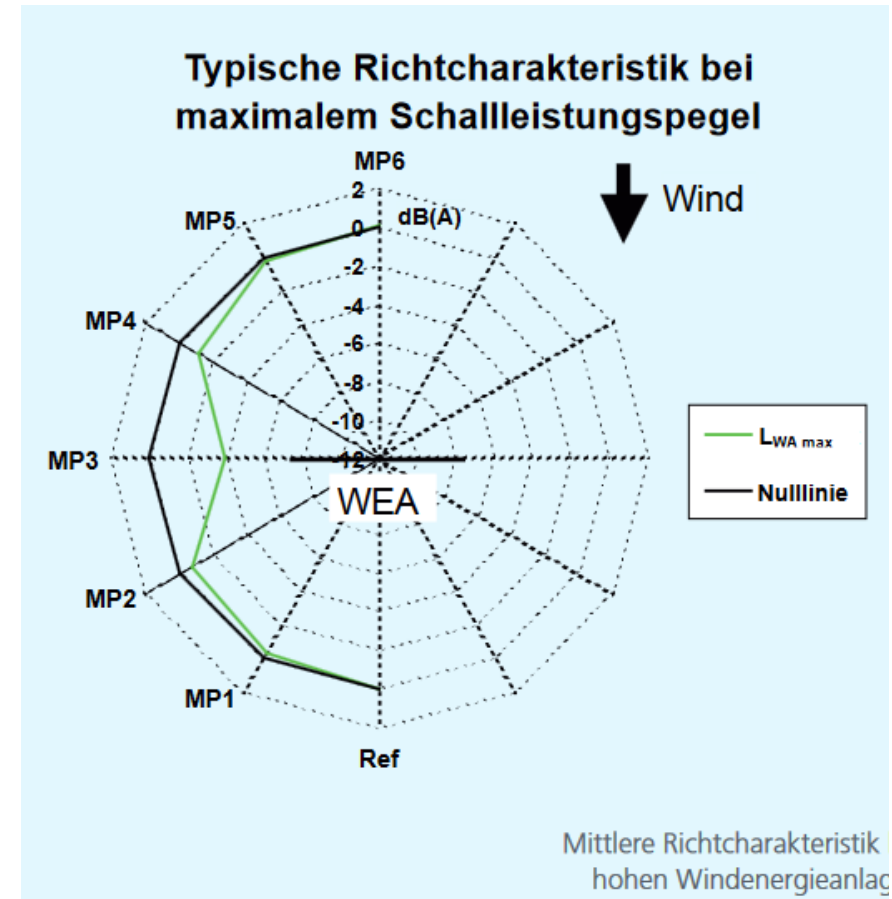 Typische Richtcharakteristik bei
maximalem Schallleistungspegel
MP6
2
dB(A)
0
-2
-4
-6
-8
-10
-12
MP5
MP4
MP3
MP2
MP1
Ref
WEA
Wind
LWA max
Nulllinie
Mittlere Richtcharakteristik
hohen